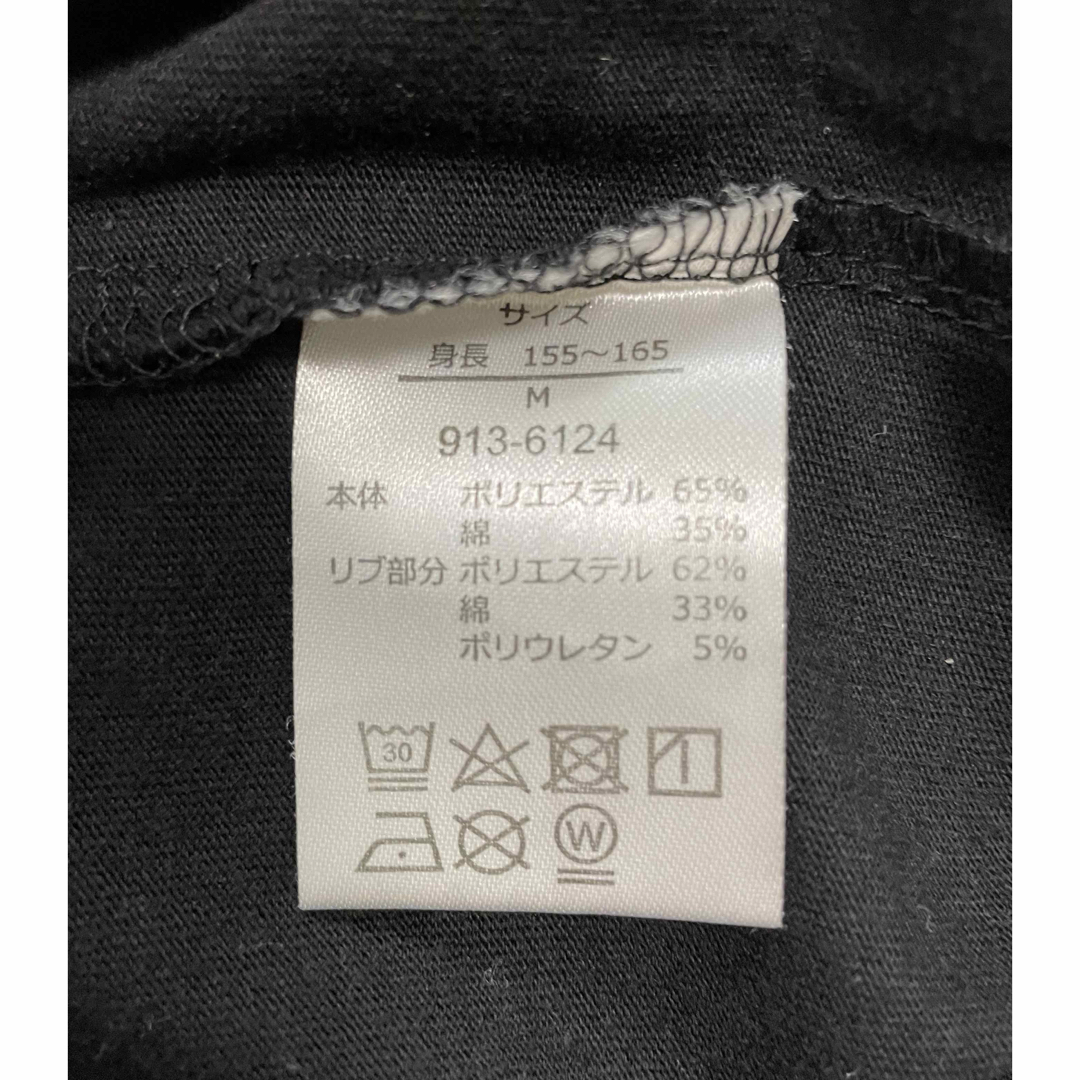 サイズ
身長 155～165
M
913-6124
本体 ポリエステル 65%
綿 35%
リブ部分 ポリエステル 62%
綿 33%
ポリウレタン 5%
30
W